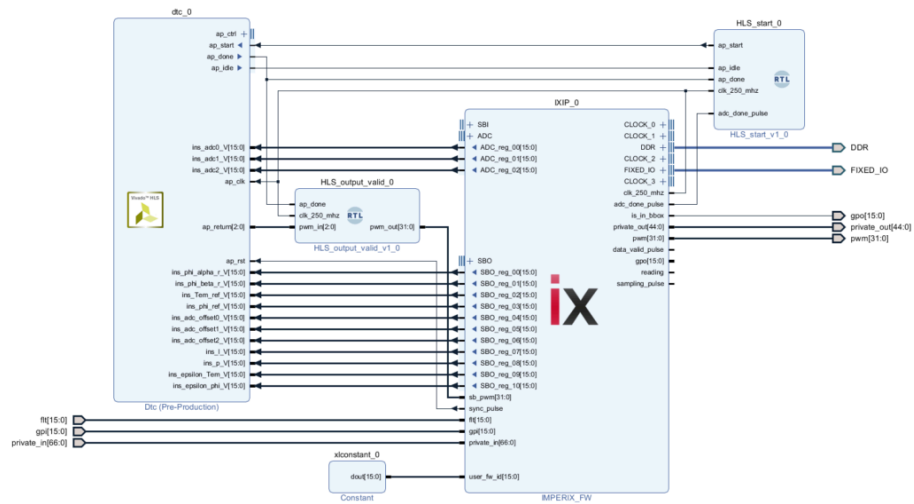 dtc_0
ap_ctrl
ap_start
ap_done
ap_idle
ins_adc0_V[15:0]
ins_adc1_V[15:0]
ins_adc2_V[15:0]
ap_clk
Vivado™ HLS
ap_return[2:0]
ap_rst
ins_phi_alpha_r_V[15:0]
ins_phi_beta_r_V[15:0]
ins_Tem_ref_V[15:0]
ins_phi_ref_V[15:0]
ins_adc_offset0_V[15:0]
ins_adc_offset1_V[15:0]
ins_adc_offset2_V[15:0]
ins_l_V[15:0]
ins_p_V[15:0]
ins_epsilon_Tem_V[15:0]
ins_epsilon_phi_V[15:0]
Dtc (Pre-Production)
HLS_start_0
ap_start
ap_idle
ap_done
clk_250_mhz
adc_done_pulse
RTL
HLS_start_v1_0
HLS_output_valid_0
ap_done
clk_250_mhz
pwm_in[2:0]
RTL
pwm_out[31:0]
HLS_output_valid_v1_0
IXIP_0
SBI
ADC
ADC_reg_00[15:0]
ADC_reg_01[15:0]
ADC_reg_02[15:0]
SBO
SBO_reg_00[15:0]
SBO_reg_01[15:0]
SBO_reg_02[15:0]
SBO_reg_03[15:0]
SBO_reg_04[15:0]
SBO_reg_05[15:0]
SBO_reg_06[15:0]
SBO_reg_07[15:0]
SBO_reg_08[15:0]
SBO_reg_09[15:0]
SBO_reg_10[15:0]
sb_pwm[31:0]
sync_pulse
flt[15:0]
gpi[15:0]
private_in[66:0]
user_fw_id[15:0]
CLOCK_0
CLOCK_1
DDR
CLOCK_2
FIXED_IO
CLOCK_3
clk_250_mhz
adc_done_pulse
is_in_bbox
private_out[44:0]
pwm[31:0]
data_valid_pulse
gpo[15:0]
reading
sampling_pulse
ix
IMPERIX_FW
DDR
FIXED_IO
gpo[15:0]
private_out[44:0]
pwm[31:0]
flt[15:0]
gpi[15:0]
private_in[66:0]
xlconstant_0
dout[15:0]
Constant